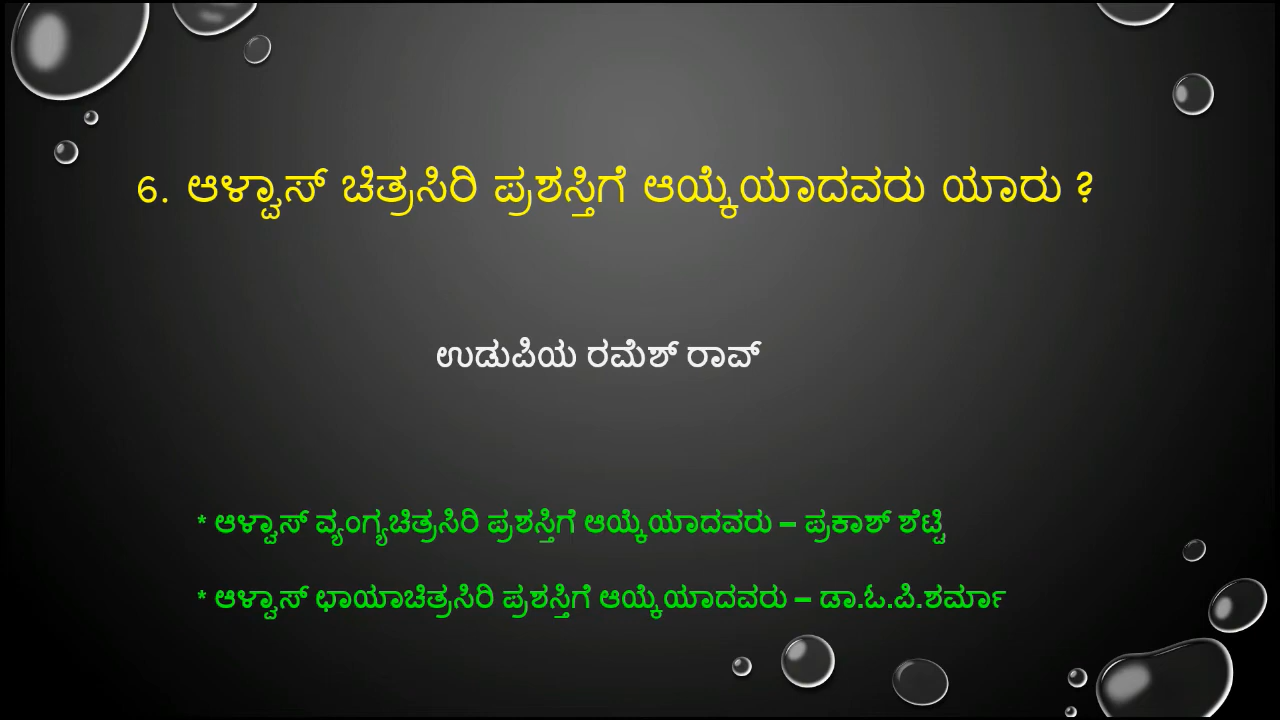 6. ಆಳ್ವಾಸ್ ಚಿತ್ರಸಿರಿ ಪ್ರಶಸ್ತಿಗೆ ಆಯ್ಕೆಯಾದವರು ಯಾರು ?
ಉಡುಪಿಯ ರಮೆಶ್ ರಾವ್
* ಆಳ್ವಾಸ್ ವ್ಯಂಗ್ಯಚಿತ್ರಸಿರಿ ಪ್ರಶಸ್ತಿಗೆ ಆಯ್ಕೆಯಾದವರು – ಪ್ರಕಾಶ್ ಶೆಟ್ಟಿ
* ಆಳ್ವಾಸ್ ಛಾಯಾಚಿತ್ರಸಿರಿ ಪ್ರಶಸ್ತಿಗೆ ಆಯ್ಕೆಯಾದವರು – ಡಾ.ಓ.ಪಿ.ಶರ್ಮಾ